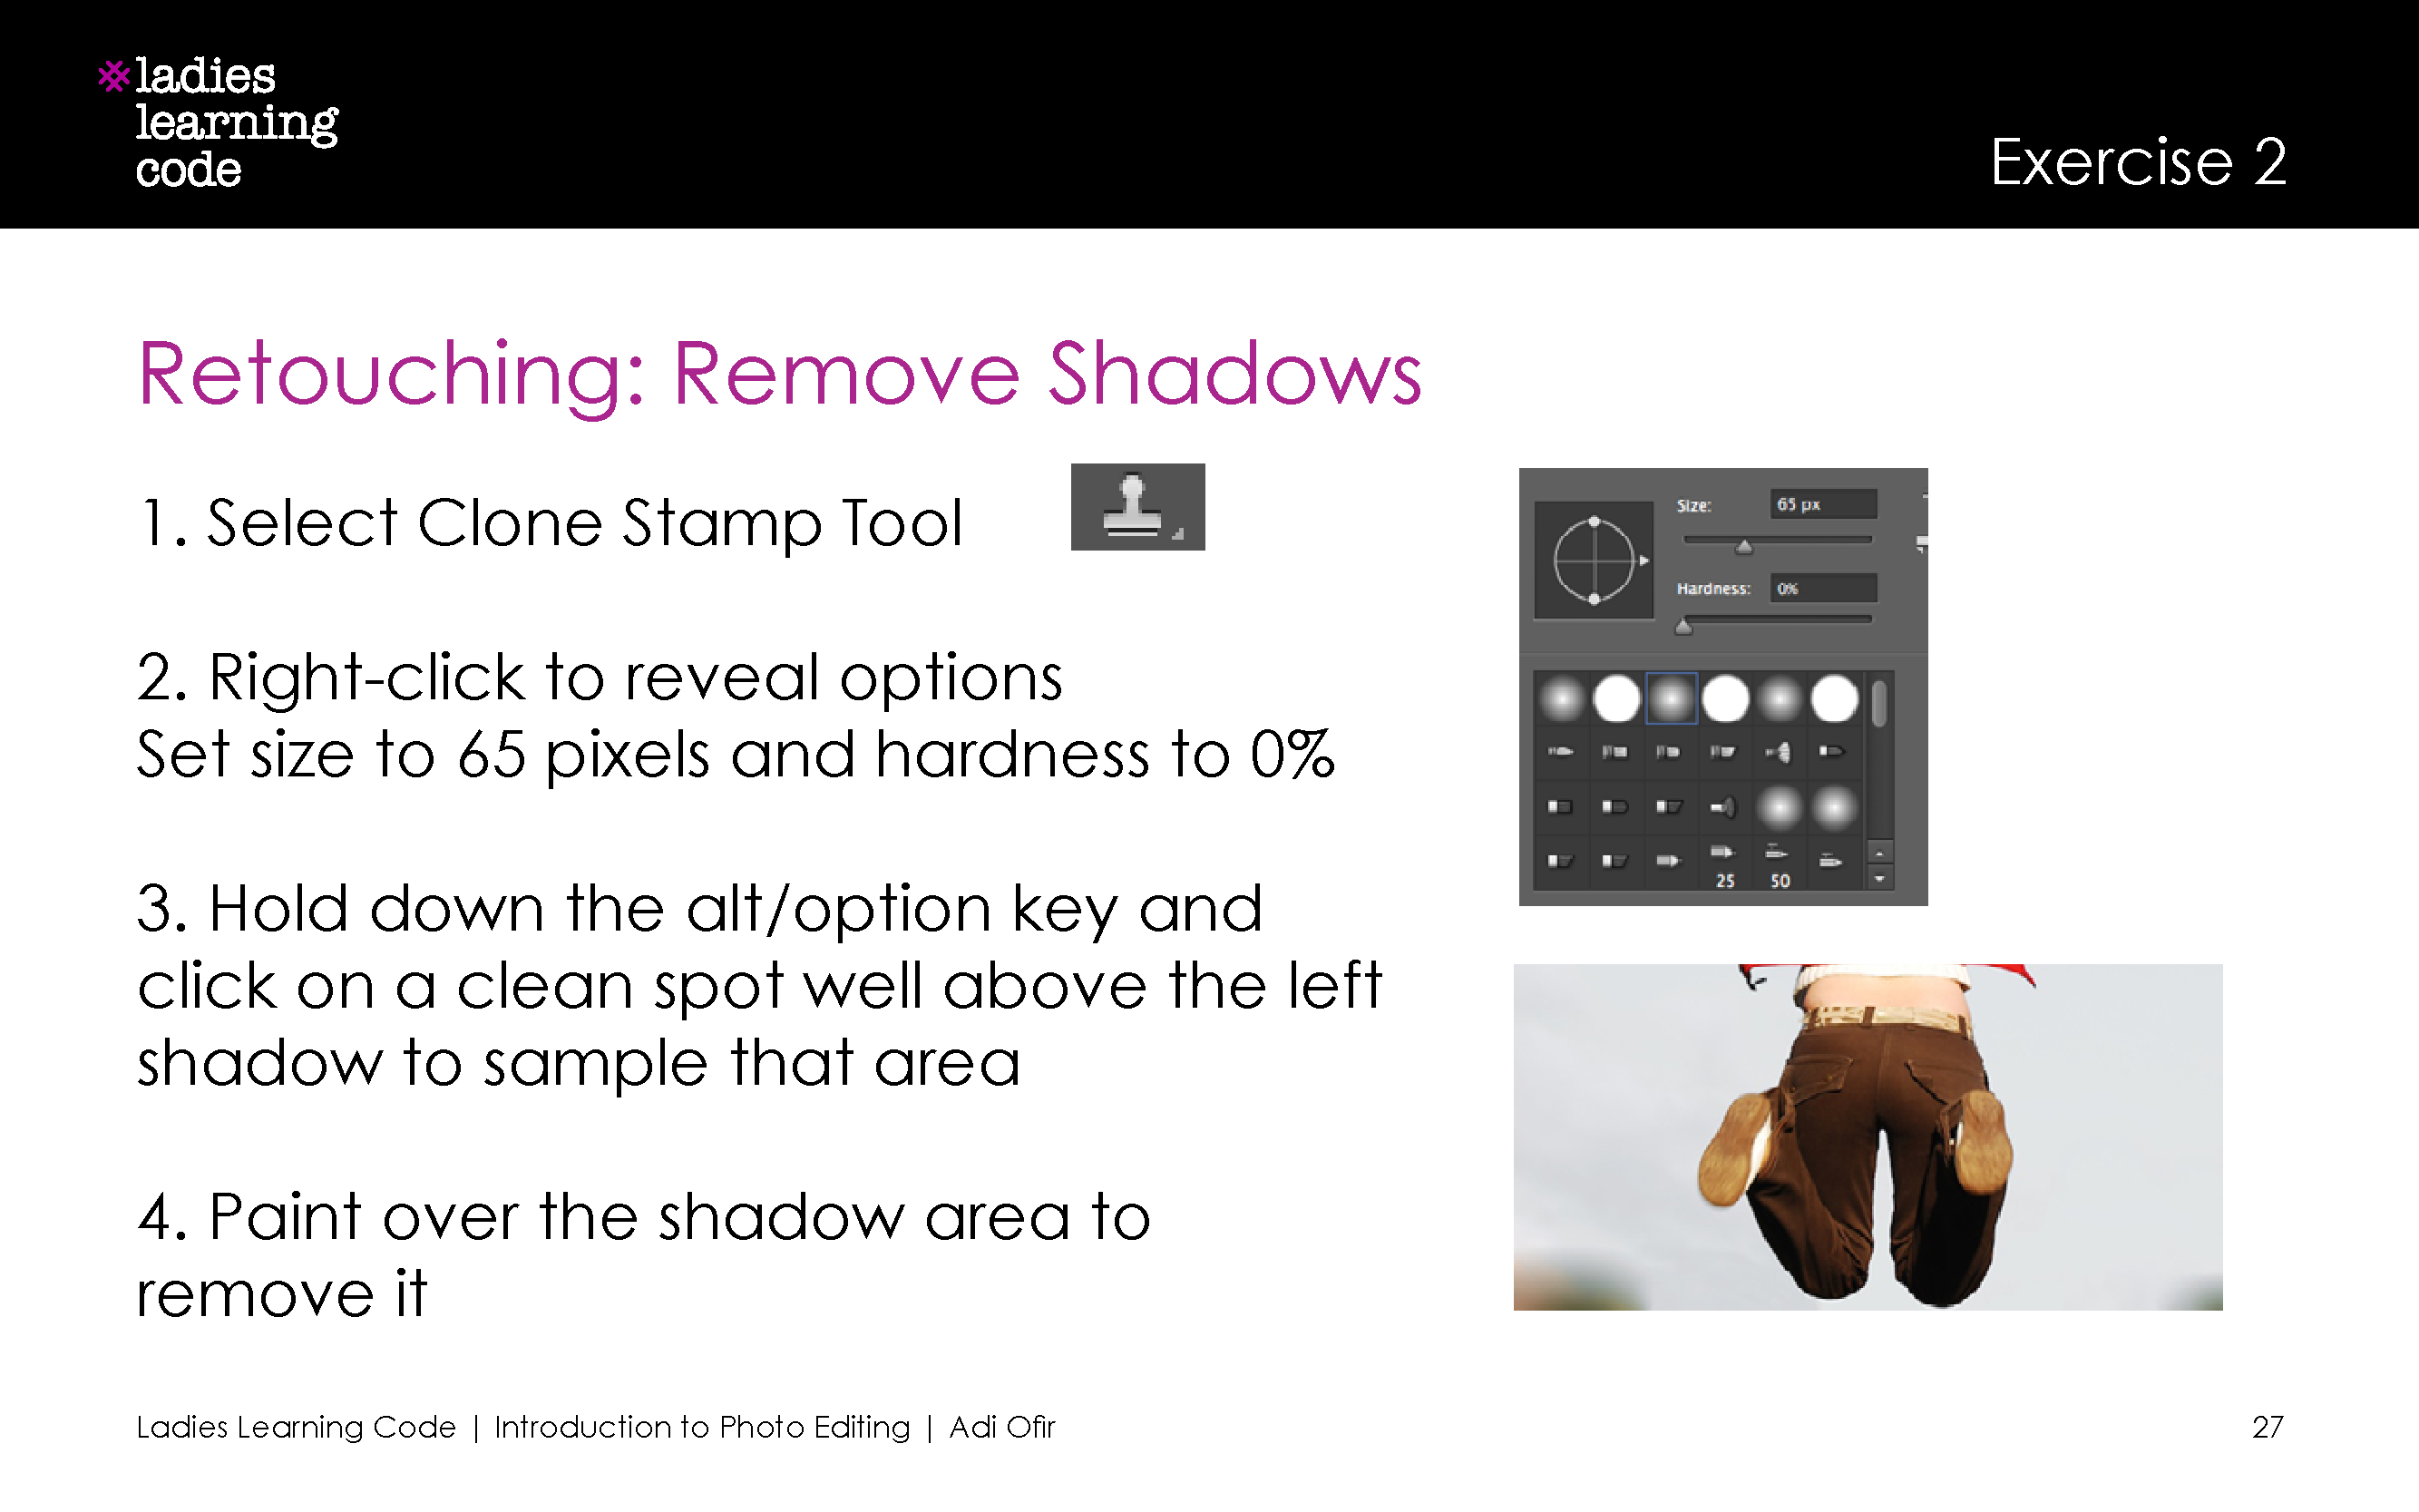 ladies
learning
code
Exercise 2
Retouching: Remove Shadows
1. Select Clone Stamp Tool
2. Right-click to reveal options
Set size to 65 pixels and hardness to 0%
3. Hold down the alt/option key and
click on a clean spot well above the left
shadow to sample that area
4. Paint over the shadow area to
remove it
Size: 65 px
Hardness: 0%
25 50
Ladies Learning Code | Introduction to Photo Editing | Adi Ofir
27